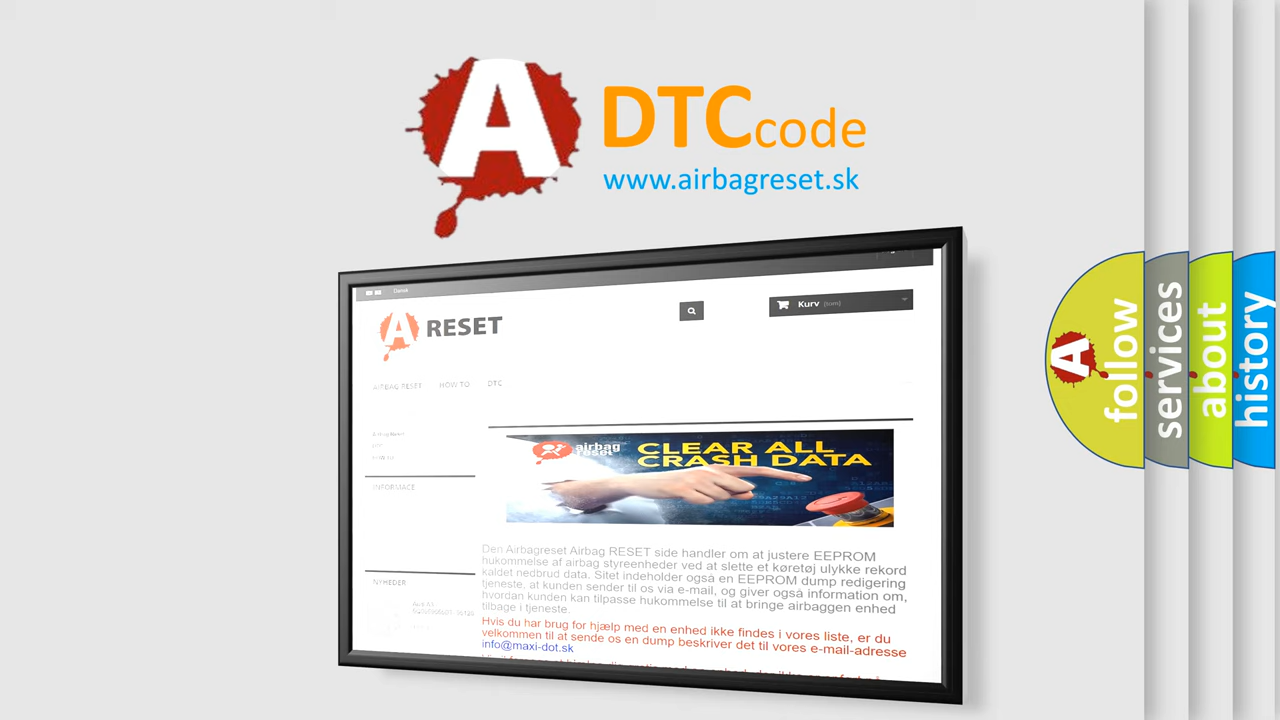 A DTCcode
www.airbagreset.sk
Dansk
A RESET
Kurv (tom)
AIRBAG RESET HOW TO DTC
INFORMACE
airbag
reset
CLEAR ALL
CRASH DATA
Den Airbagreset Airbag RESET side handler om at justere EEPROM
hukommelse af airbag styreenheder ved at slette et køretøj ulykke rekord
kaldet nedbrud data. Sitet indeholder også en EEPROM dump redigering
tjeneste, at kunden sender til os via e-mail, og giver også information om,
hvordan kunden kan tilpasse hukommelse til at bringe airbaggen enhed
tilbage i tjeneste.
Hvis du har brug for hjælp med en enhed ikke findes i vores liste, er du
velkommen til at sende os en dump beskriver det til vores e-mail-adresse
info@maxi-dot.sk
NYHEDER
A follow
services
about
history